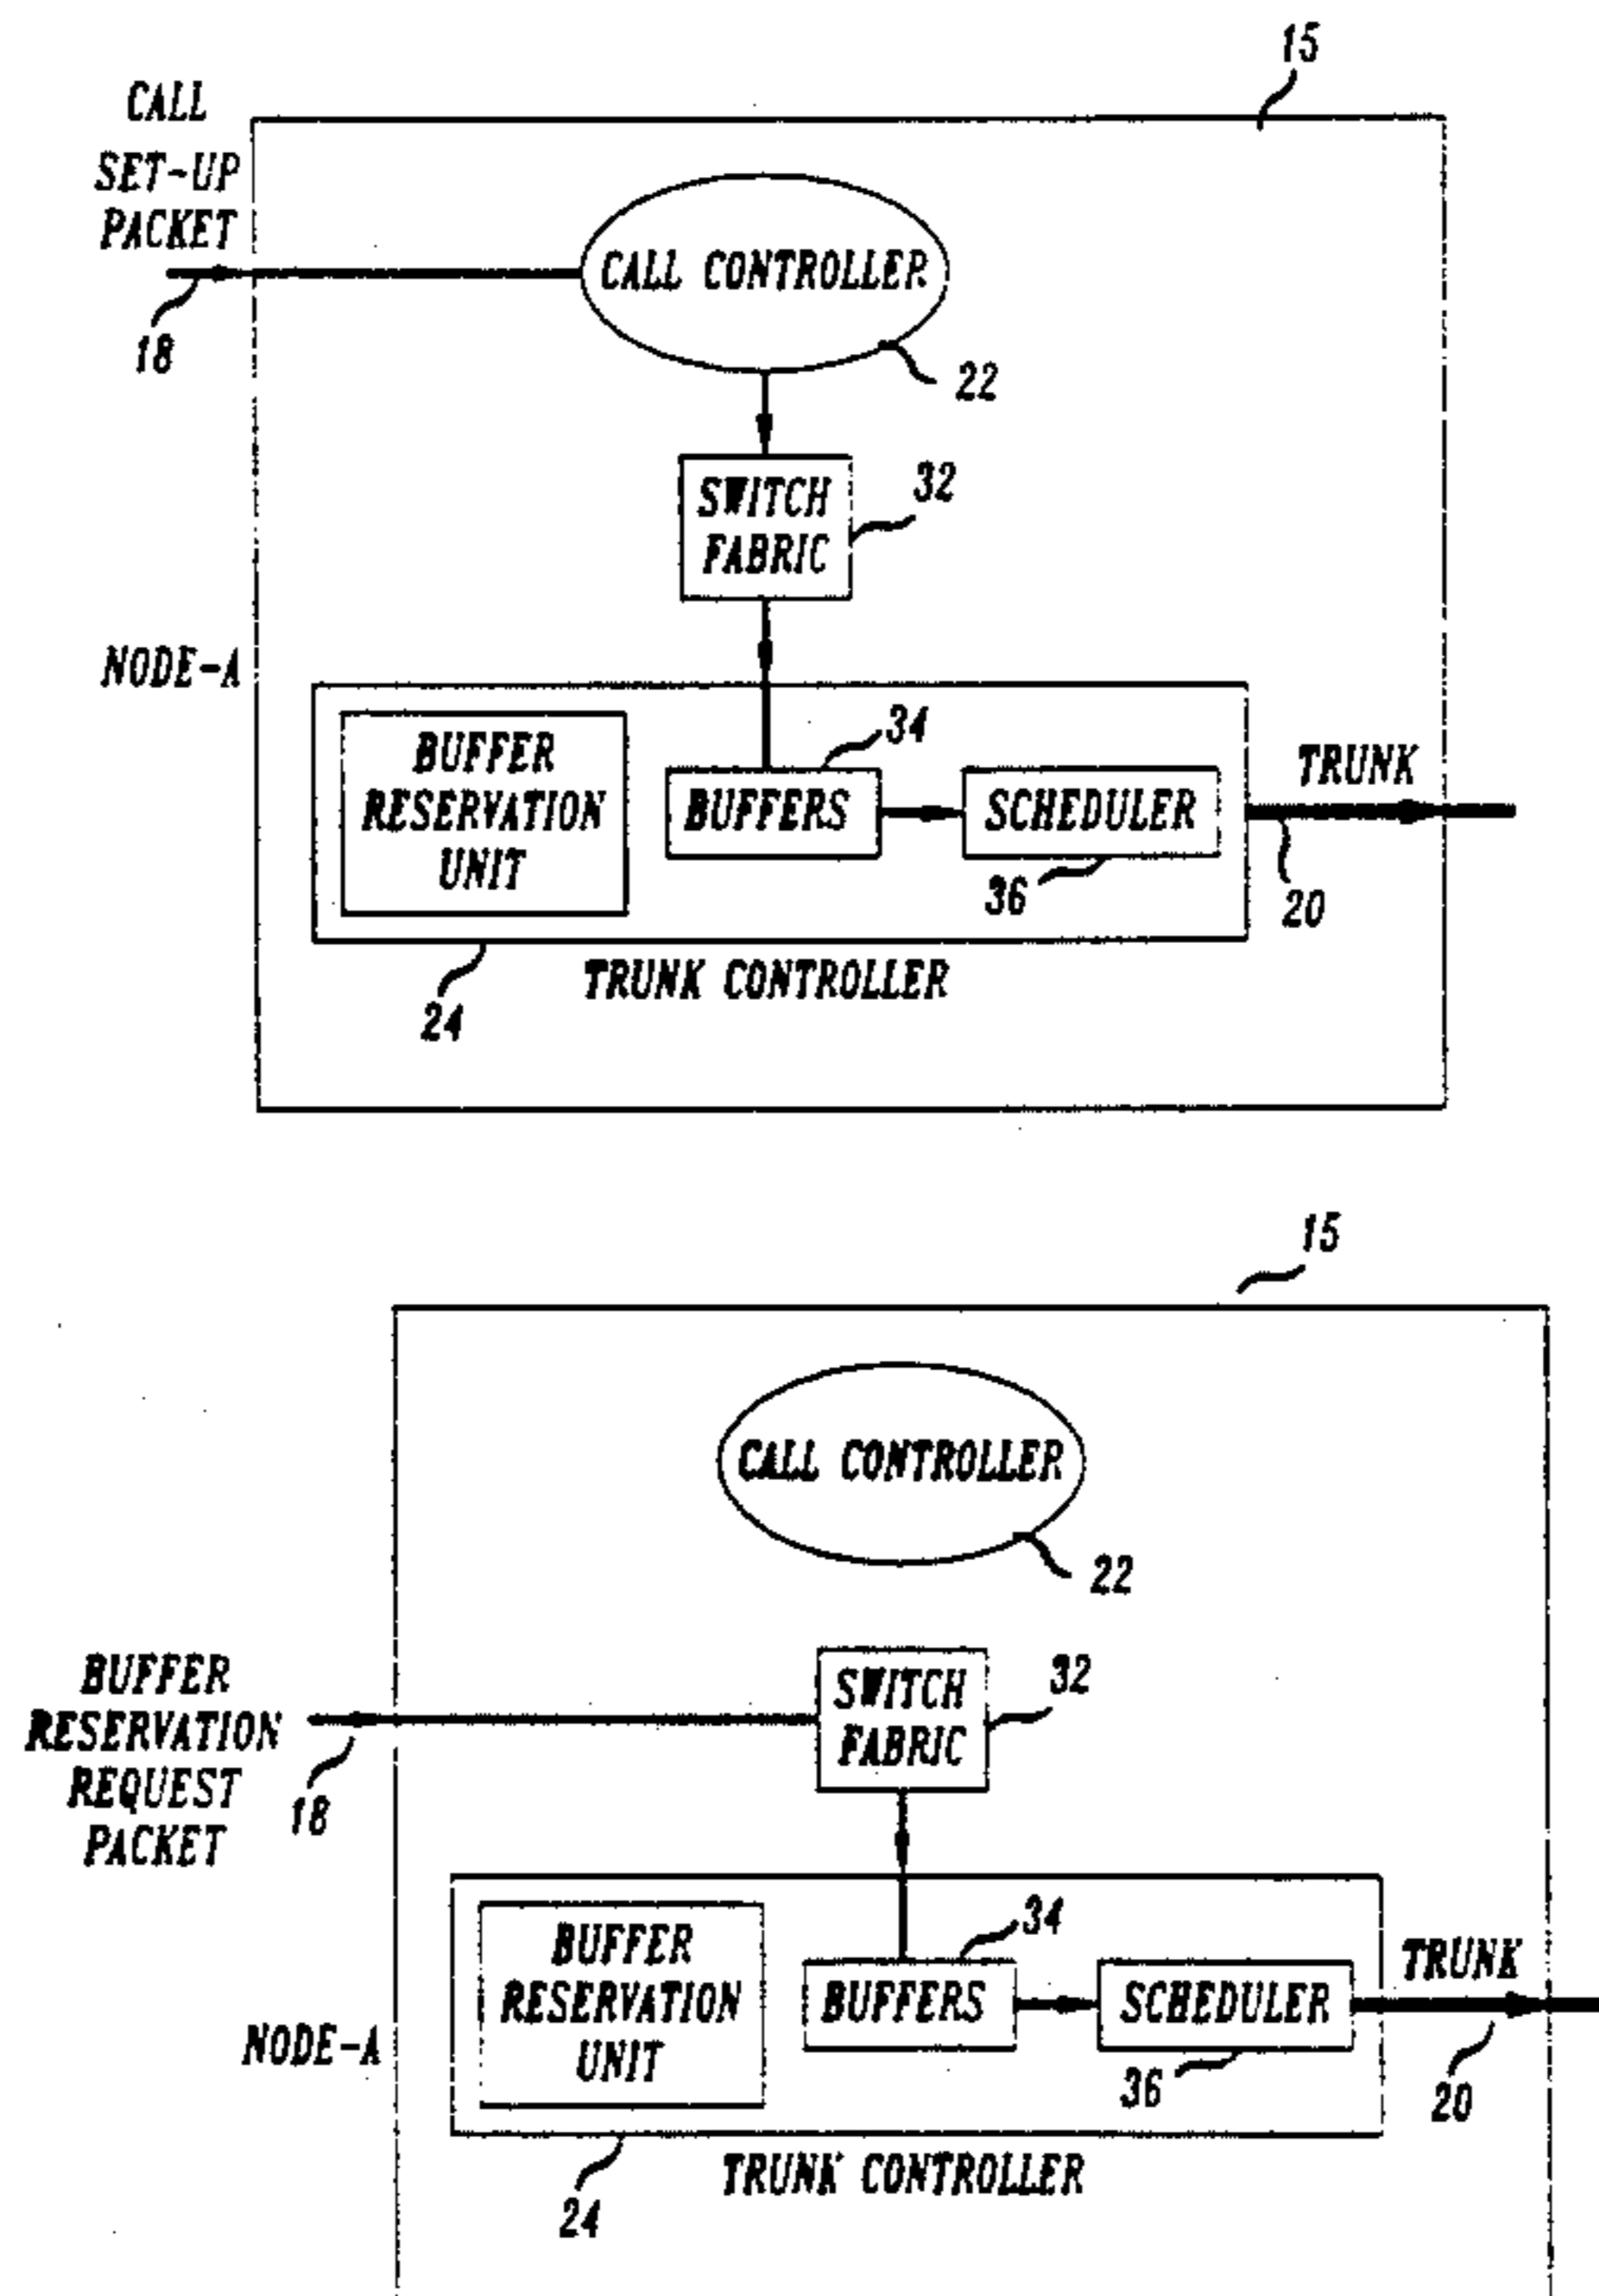 15
CALL
SET-UP
PACKET
CALL CONTROLLER
18
22
SWITCH
FABRIC
32
NODE-A
BUFFER
RESERVATION
UNIT
34
BUFFERS
SCHEDULER
TRUNK
36
20
24
TRUNK CONTROLLER
15
CALL CONTROLLER
22
BUFFER
RESERVATION
REQUEST
PACKET
18
SWITCH
FABRIC
32
NODE-A
BUFFER
RESERVATION
UNIT
34
BUFFERS
SCHEDULER
TRUNK
36
20
24
TRUNK CONTROLLER